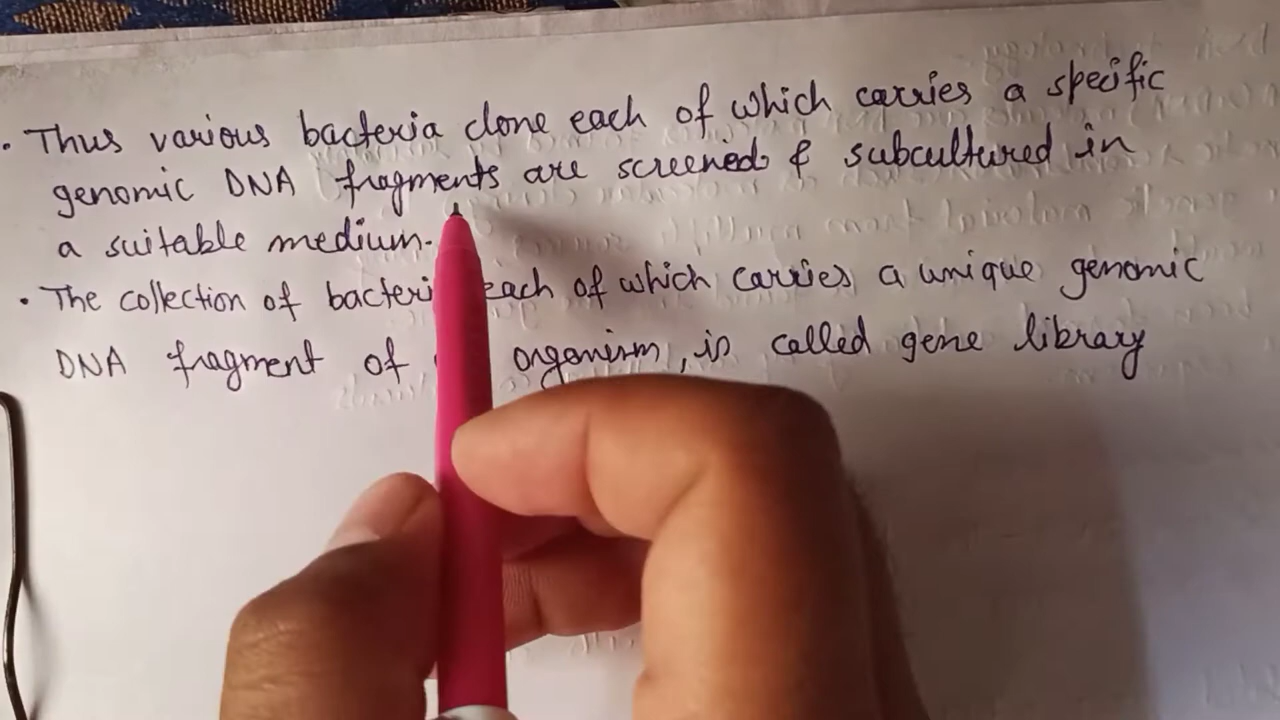 . Thus various bacteria clone each of which carries a specific
genomic DNA fragments are screened & subcultured in
a suitable medium.
• The collection of bacteri each of which carries a unique genomic
DNA fragment of organism, is called gene library